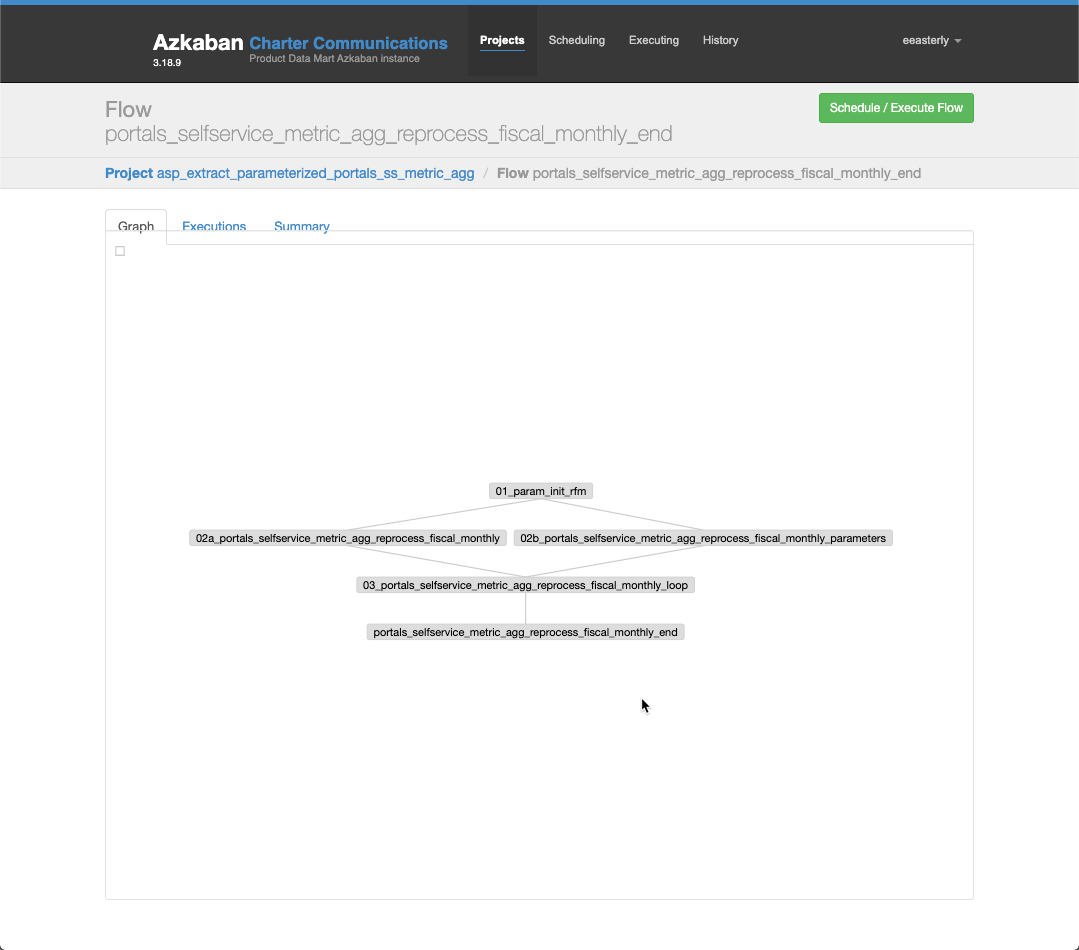 Azkaban Charter Communications
3.18.9 Product Data Mart Azkaban instance
Projects Scheduling Executing History
eeasterly
Flow
portals_selfservice_metric_agg_reprocess_fiscal_monthly_end
Schedule / Execute Flow
Project asp_extract_parameterized_portals_ss_metric_agg / Flow portals_selfservice_metric_agg_reprocess_fiscal_monthly_end
Graph Executions Summary
01_param_init_rfm
02a_portals_selfservice_metric_agg_reprocess_fiscal_monthly 02b_portals_selfservice_metric_agg_reprocess_fiscal_monthly_parameters
03_portals_selfservice_metric_agg_reprocess_fiscal_monthly_loop
portals_selfservice_metric_agg_reprocess_fiscal_monthly_end